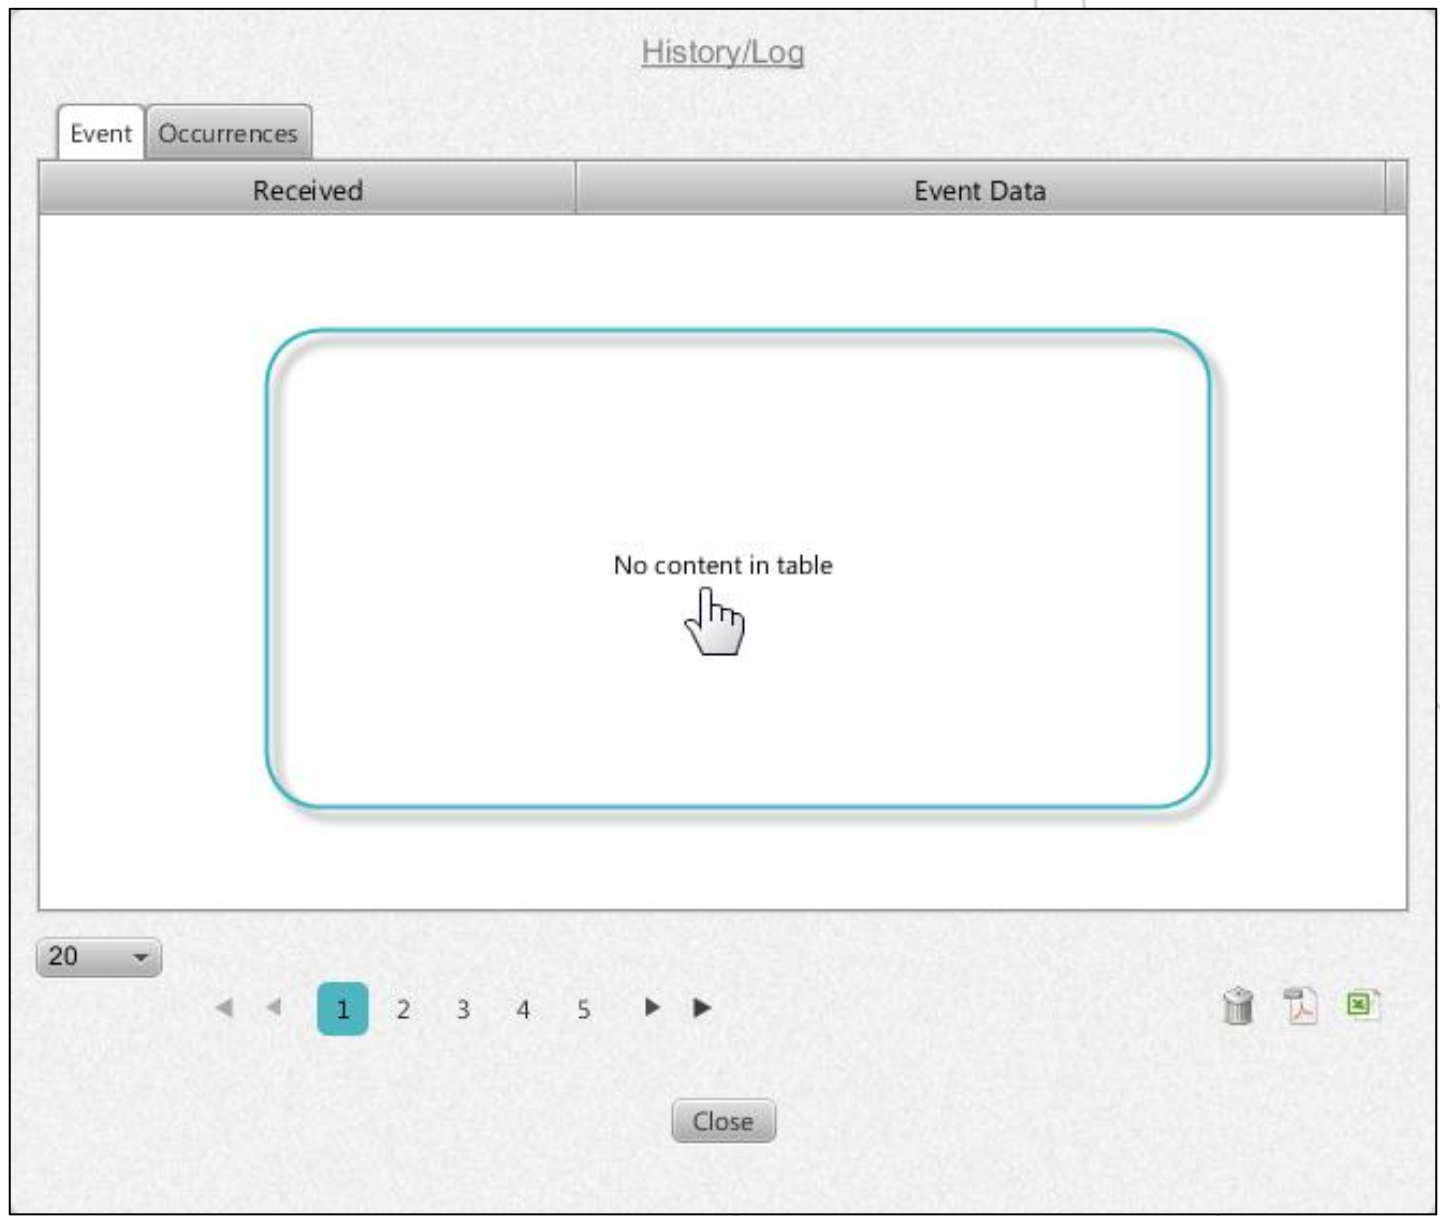 History/Log
Event Occurrences
Received Event Data
No content in table
20
1 2 3 4 5
Close